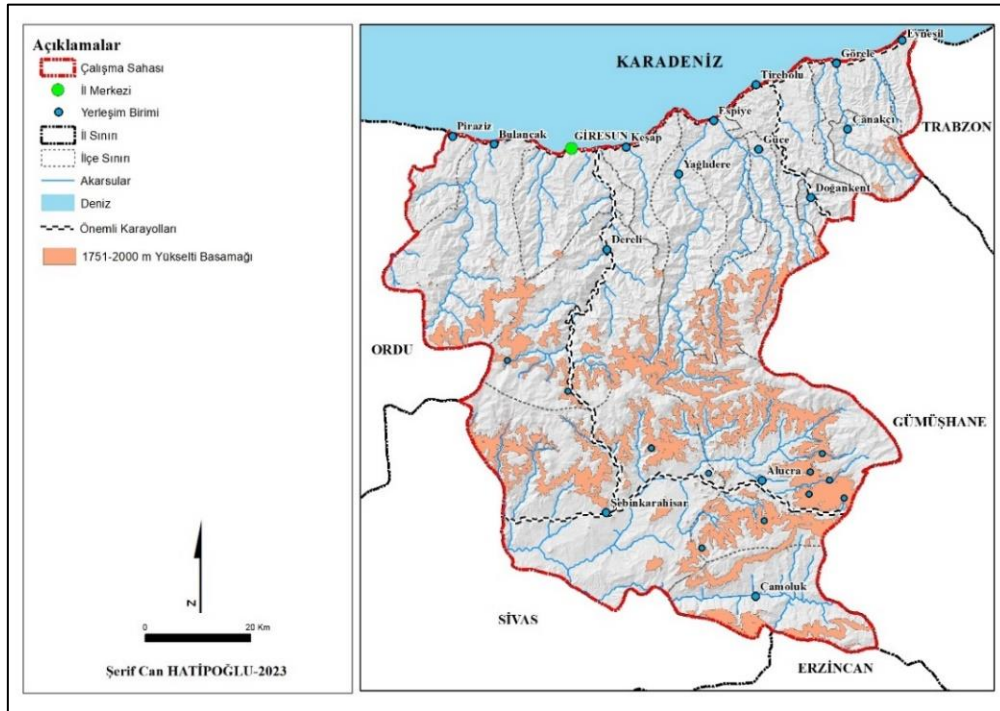 Açıklamalar
Çalışma Sahası
İl Merkezi
Yerleşim Birimi
İl Sınırı
İlçe Sınırı
Akarsular
Deniz
Önemli Karayolları
1751-2000 m Yükselti Basamağı
N
0 20 Km
Şerif Can HATİPOĞLU-2023
KARADENİZ
Eynesil
Görele
Tirebolu
Espiye
Çanakçı
TRABZON
Piraziz
Bulancak
GİRESUN
Keşap
Güce
Yağlıdere
Doğankent
Dereli
ORDU
GÜMÜŞHANE
Alucra
Şebinkarahisar
Çamoluk
SİVAS
ERZİNCAN